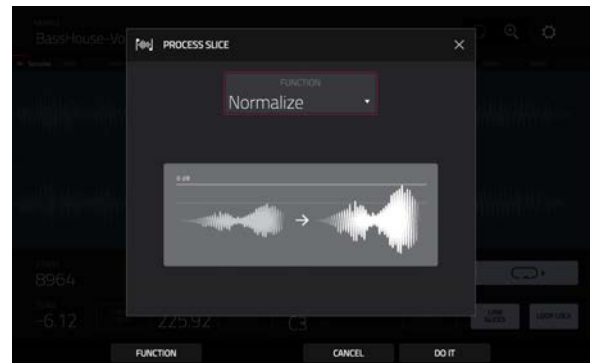 BassHouse-Vo
PROCESS SLICE
FUNCTION
Normalize
0 dB
START
8964
-6.12
225.92
C3
LINK SLICES
LOOP LOCK
FUNCTION
CANCEL
DO IT